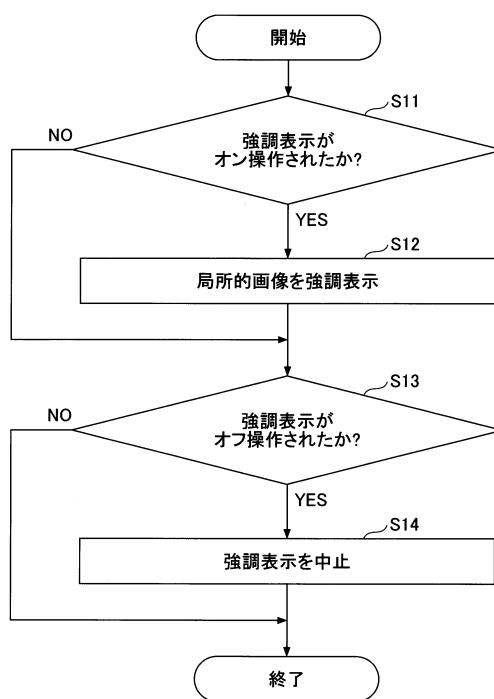 開始
S11
NO
強調表示が
オン操作されたか?
YES
S12
局所的画像を強調表示
S13
NO
強調表示が
オフ操作されたか?
YES
S14
強調表示を中止
終了